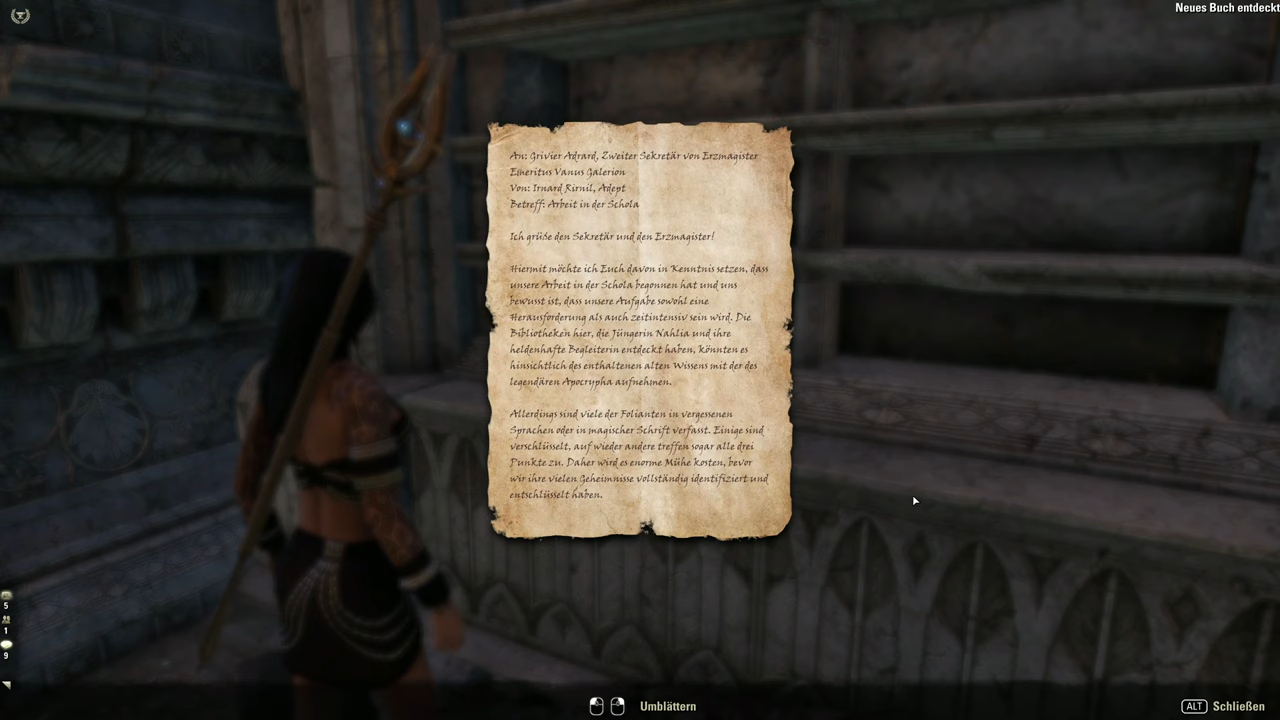 Neues Buch entdeckt
An: Grivier Adrard, Zweiter Sekretär von Erzmagister
Emeritus Vanus Galerion
Von: Irnard Rirnil, Adept
Betreff: Arbeit in der Schola
Ich grüße den Sekretär und den Erzmagister!
Hiermit möchte ich Euch davon in Kenntnis setzen, dass
unsere Arbeit in der Schola begonnen hat und uns
bewusst ist, dass unsere Aufgabe sowohl eine
Herausforderung als auch zeitintensiv sein wird. Die
Bibliotheken hier, die Jüngerin Nahlia und ihre
heldenhafte Begleiterin entdeckt haben, könnten es
hinsichtlich des enthaltenen alten Wissens mit der des
legendären Apocrypha aufnehmen.
Allerdings sind viele der Folianten in vergessenen
Sprachen oder in magischer Schrift verfasst. Einige sind
verschlüsselt, auf wieder andere treffen sogar alle drei
Punkte zu. Daher wird es enorme Mühe kosten, bevor
wir ihre vielen Geheimnisse vollständig identifiziert und
entschlüsselt haben.
5
1
9
Umblättern
ALT Schließen